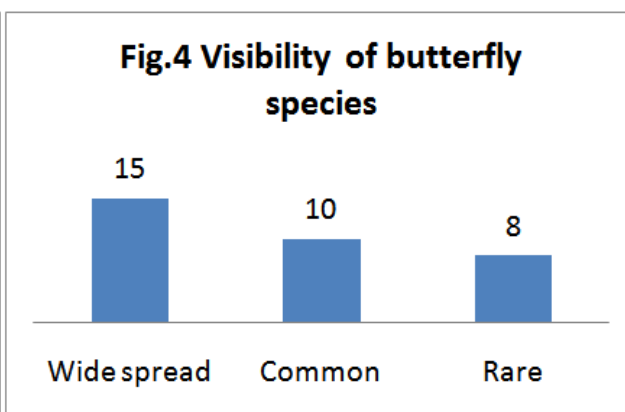 Fig.4 Visibility of butterfly
species
15
10
8
Wide spread Common Rare